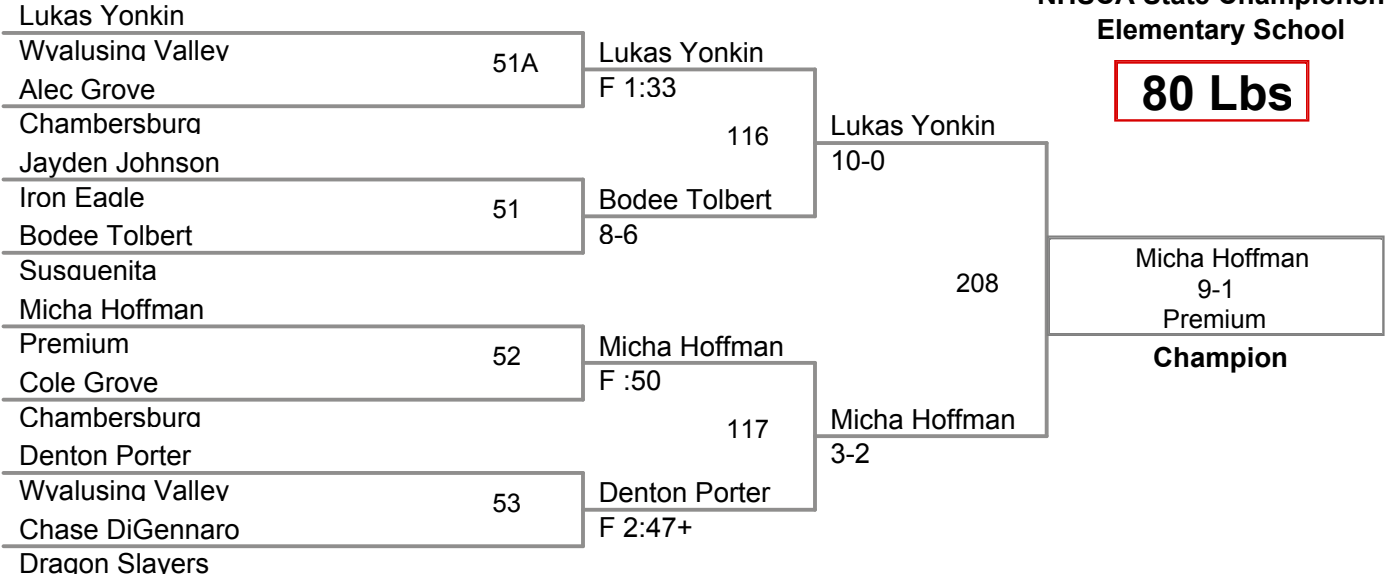 Elementary School
80 Lbs
Lukas Yonkin
Wyalusing Valley
Alec Grove
Chambersburg
Jayden Johnson
Iron Eagle
Bodee Tolbert
Susquenita
Micha Hoffman
Premium
Cole Grove
Chambersburg
Denton Porter
Wyalusing Valley
Chase DiGennaro
Dragon Slayers
51A
51
52
53
Lukas Yonkin
F 1:33
Bodee Tolbert
8-6
Micha Hoffman
F :50
Denton Porter
F 2:47+
116
117
Lukas Yonkin
10-0
Micha Hoffman
3-2
208
Micha Hoffman
9-1
Premium
Champion